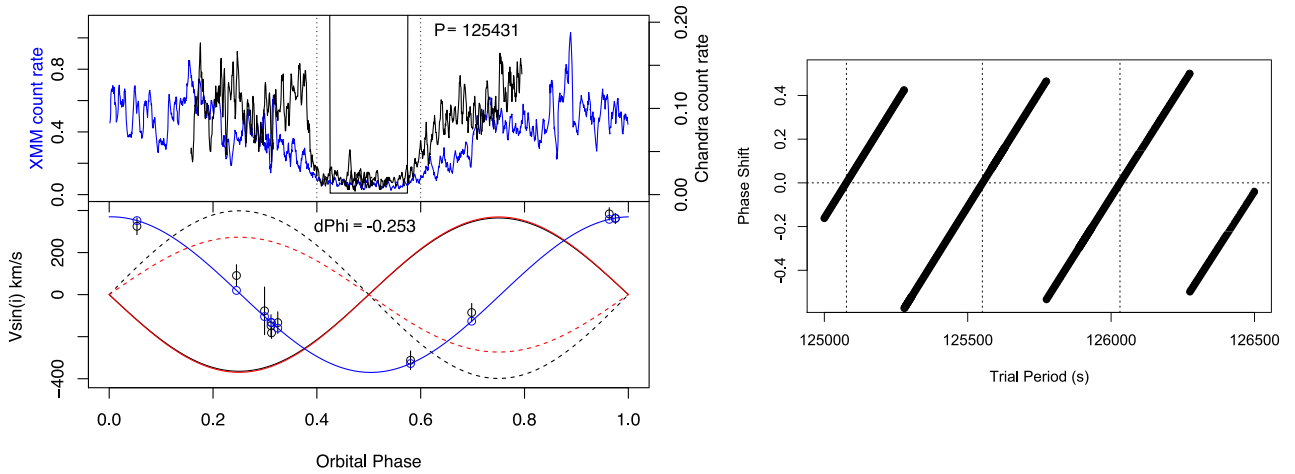 P= 125431
XMM count rate
0.0 0.4 0.8
Chandra count rate
0.00 0.10 0.20
dPhi = -0.253
Vsin(i) km/s
-400 0 200
0.0 0.2 0.4 0.6 0.8 1.0
Orbital Phase
Phase Shift
-0.4 -0.2 0.0 0.2 0.4
125000 125500 126000 126500
Trial Period (s)